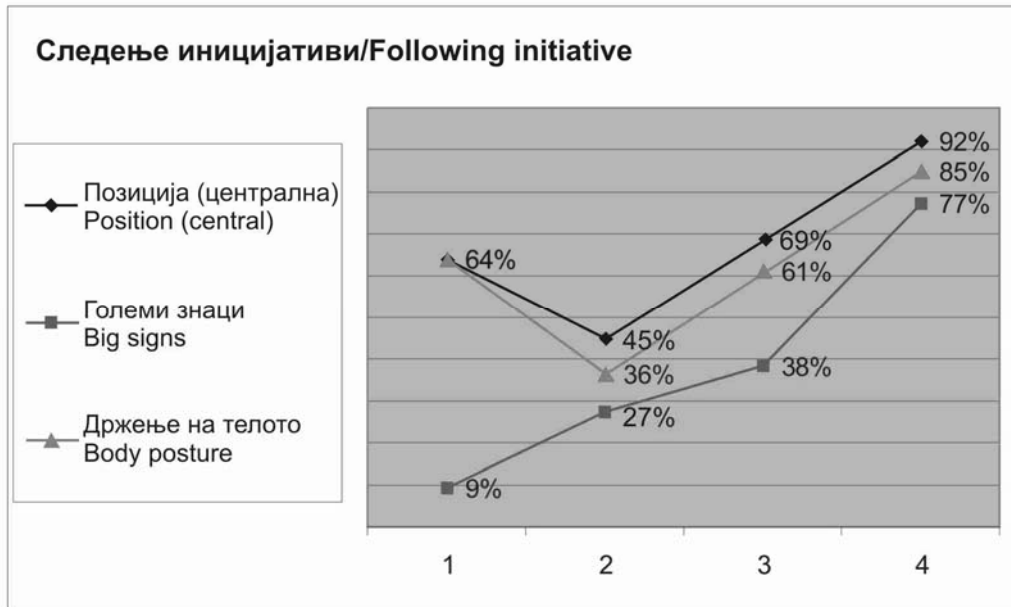 Следење иницијативи/Following initiative
Позиција (централна)
Position (central)
Големи знаци
Big signs
Држење на телото
Body posture
92%
85%
77%
69%
64%
61%
45%
36%
38%
27%
9%
1 2 3 4